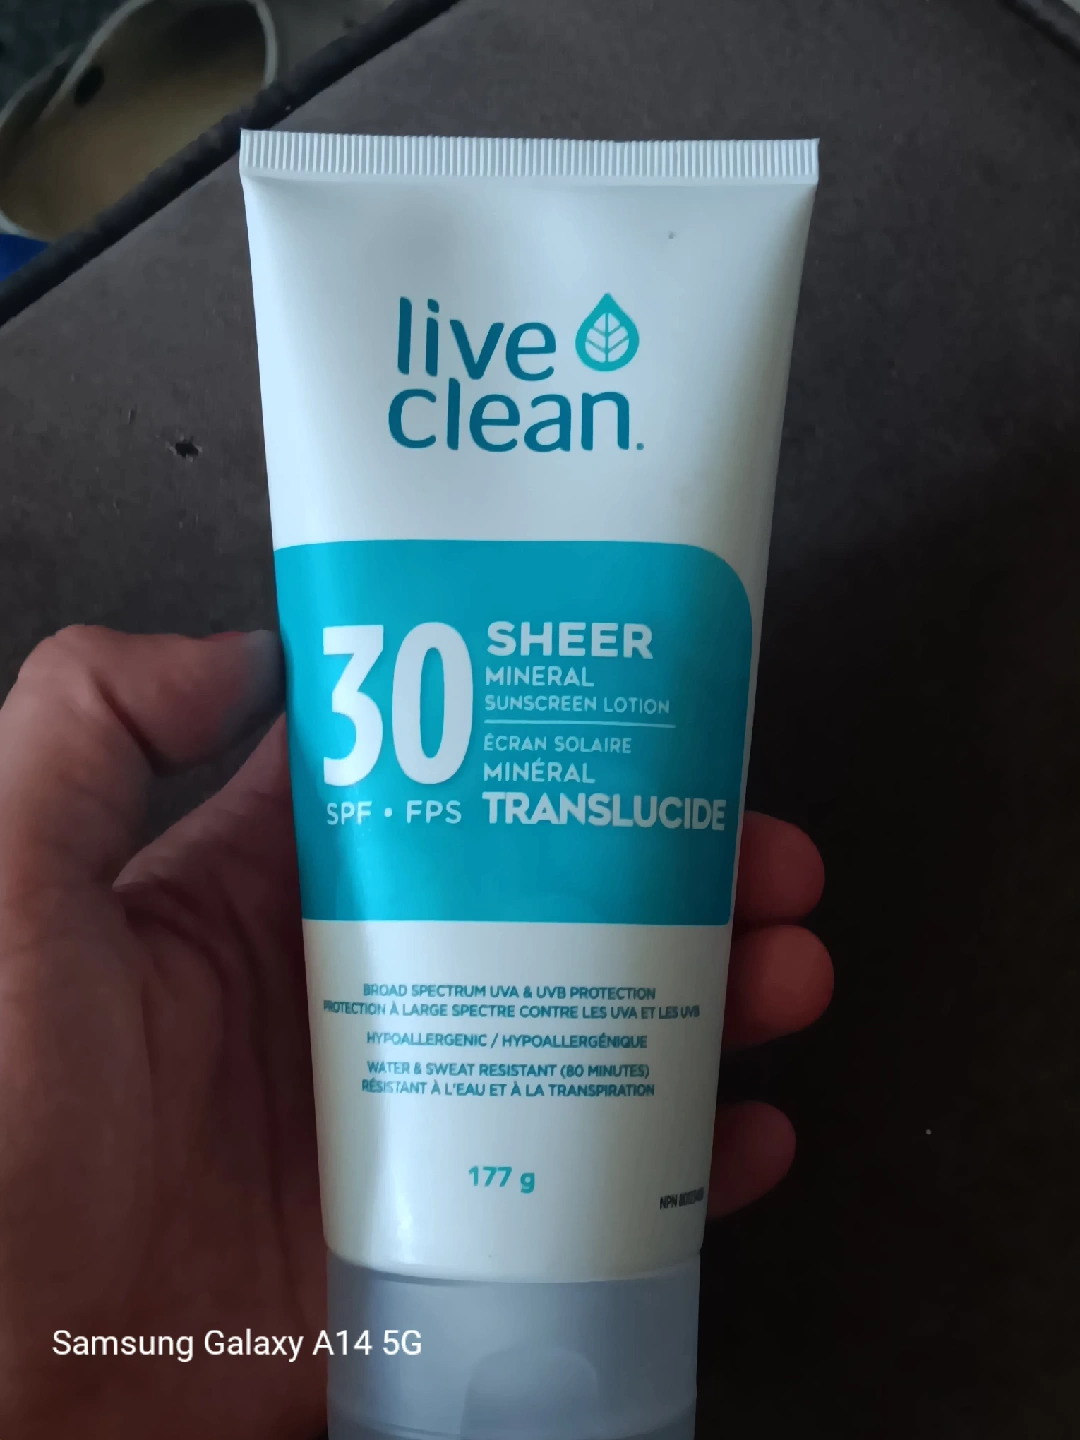 live
clean.
30
SHEER
MINERAL
SUNSCREEN LOTION
ÉCRAN SOLAIRE
MINÉRAL
TRANSLUCIDE
SPF • FPS
BROAD SPECTRUM UVA & UVB PROTECTION
PROTECTION À LARGE SPECTRE CONTRE LES UVA ET LES UVB
HYPOALLERGENIC / HYPOALLERGÉNIQUE
WATER & SWEAT RESISTANT (80 MINUTES)
RÉSISTANT À L'EAU ET À LA TRANSPIRATION
177 g
NPN
Samsung Galaxy A14 5G